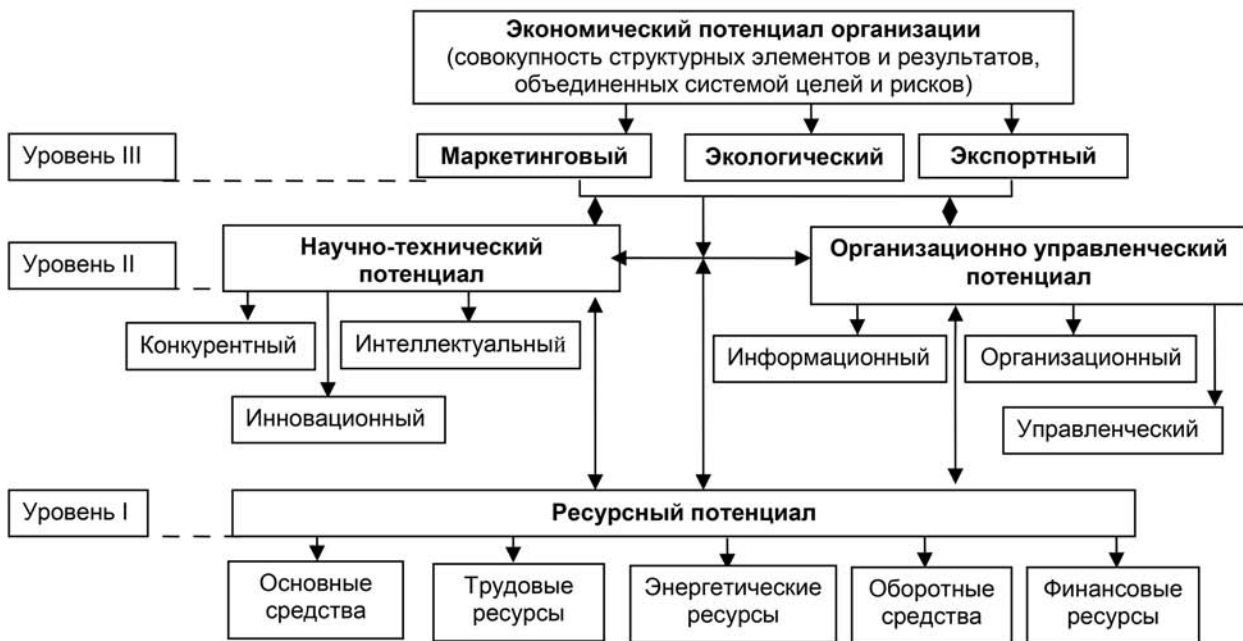 Экономический потенциал организации
(совокупность структурных элементов и результатов,
объединенных системой целей и рисков)
Уровень III
Маркетинговый
Экологический
Экспортный
Уровень II
Научно-технический
потенциал
Организационно управленческий
потенциал
Конкурентный
Интеллектуальный
Информационный
Организационный
Инновационный
Управленческий
Уровень I
Ресурсный потенциал
Основные
средства
Трудовые
ресурсы
Энергетические
ресурсы
Оборотные
средства
Финансовые
ресурсы